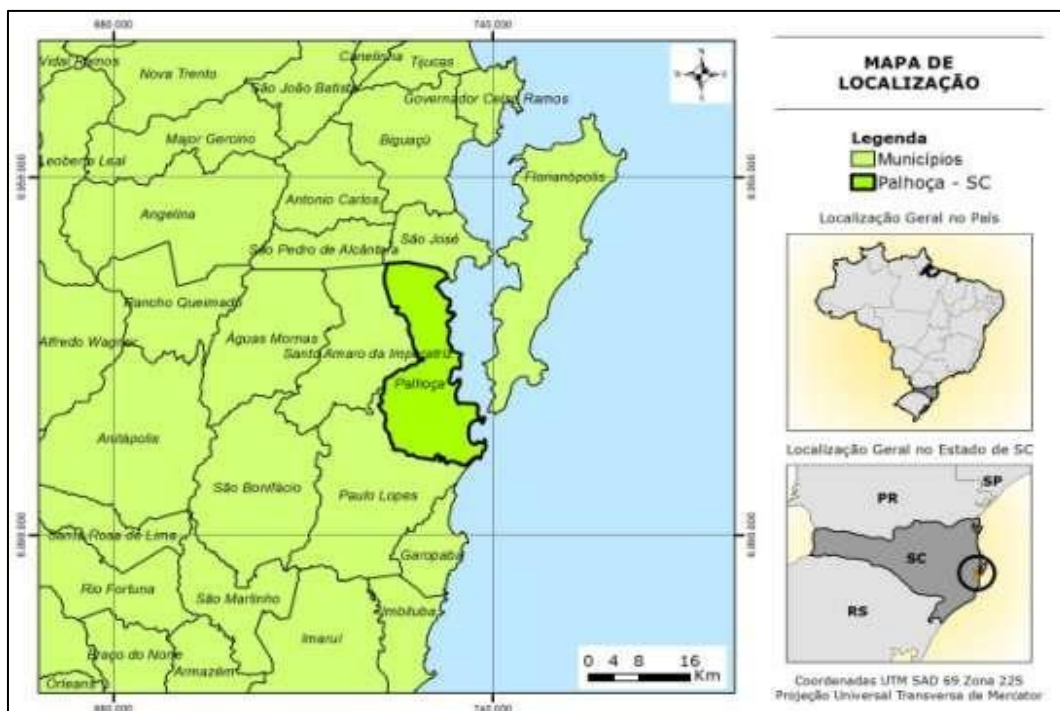 680.000
740.000
Vidal Ramos
Nova Trento
Canelinha
Tijucas
São João Batista
Governador Celso Ramos
Major Gercino
Biguaçú
Leoberto Leal
Florianópolis
Antonio Carlos
Angelina
São José
São Pedro de Alcântara
Rancho Queimado
Alfredo Wagner
Águas Mornas
Santo Amaro da Imperatriz
Palhoça
Anitápolis
São Bonifácio
Paulo Lopes
Santa Rosa de Lima
Garopaba
Rio Fortuna
São Martinho
Imbituba
Imaruí
Braço do Norte
Armazém
Orleans
0 4 8 16
Km
740.000
N
MAPA DE
LOCALIZAÇÃO
Legenda
Municípios
Palhoça - SC
Localização Geral no País
Localização Geral no Estado de SC
PR
SP
SC
RS
Coordenadas UTM SAD 69 Zona 22S
Projeção Universal Transversa de Mercator